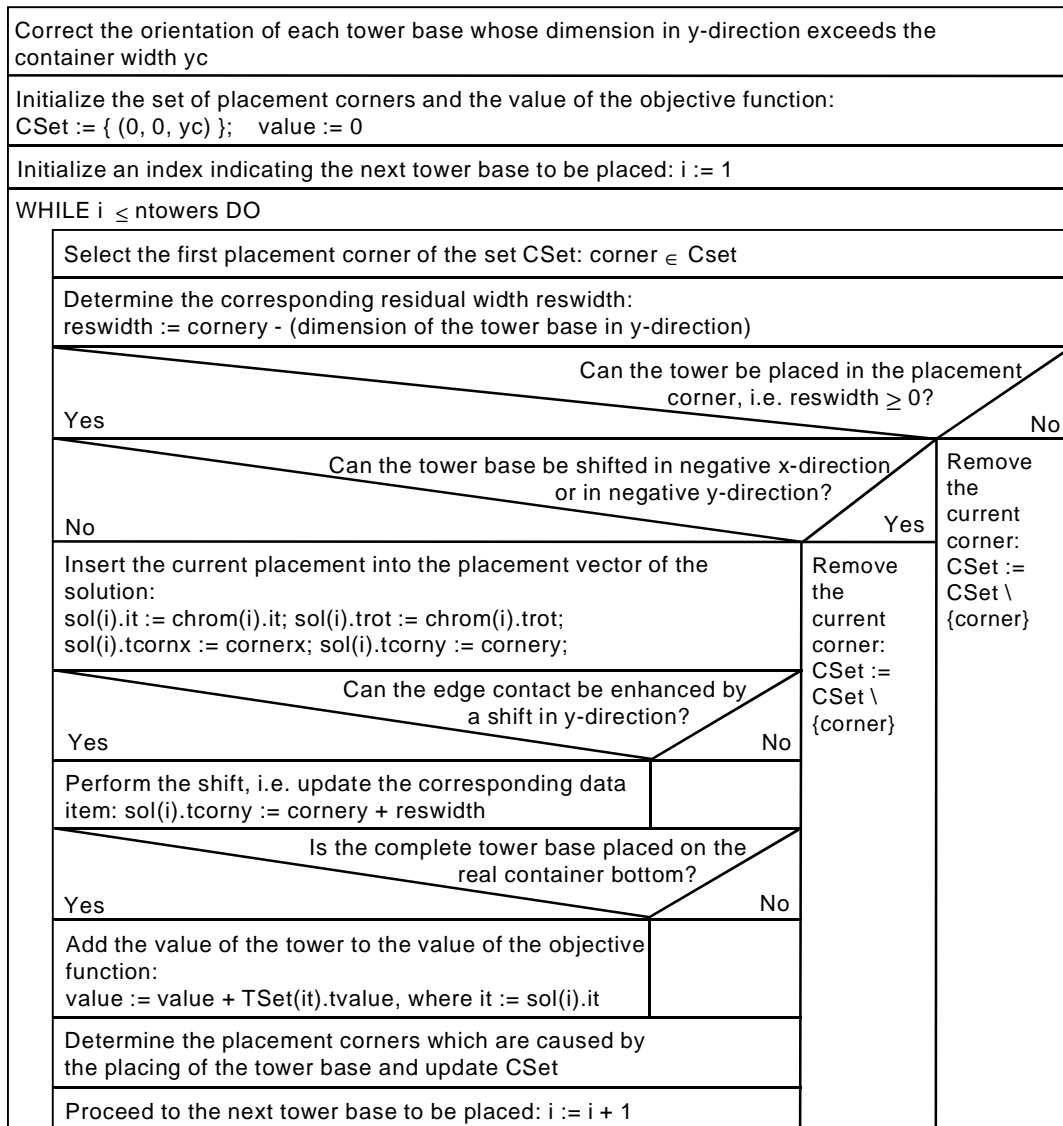 Correct the orientation of each tower base whose dimension in y-direction exceeds the
container width yc
Initialize the set of placement corners and the value of the objective function:
CSet := { (0, 0, yc) };    value := 0
Initialize an index indicating the next tower base to be placed: i := 1
WHILE i ≤ ntowers DO
Select the first placement corner of the set CSet: corner ∈ Cset
Determine the corresponding residual width reswidth:
reswidth := cornery - (dimension of the tower base in y-direction)
Can the tower be placed in the placement
corner, i.e. reswidth ≥ 0?
Yes
No
Can the tower base be shifted in negative x-direction
or in negative y-direction?
No
Yes
Remove
the
current
corner:
CSet :=
CSet \
{corner}
Insert the current placement into the placement vector of the
solution:
sol(i).it := chrom(i).it; sol(i).trot := chrom(i).trot;
sol(i).tcornx := cornerx; sol(i).tcorny := cornery;
Remove
the
current
corner:
CSet :=
CSet \
{corner}
Can the edge contact be enhanced by
a shift in y-direction?
Yes
No
Perform the shift, i.e. update the corresponding data
item: sol(i).tcorny := cornery + reswidth
Is the complete tower base placed on the
real container bottom?
Yes
No
Add the value of the tower to the value of the objective
function:
value := value + TSet(it).tvalue, where it := sol(i).it
Determine the placement corners which are caused by
the placing of the tower base and update CSet
Proceed to the next tower base to be placed: i := i + 1